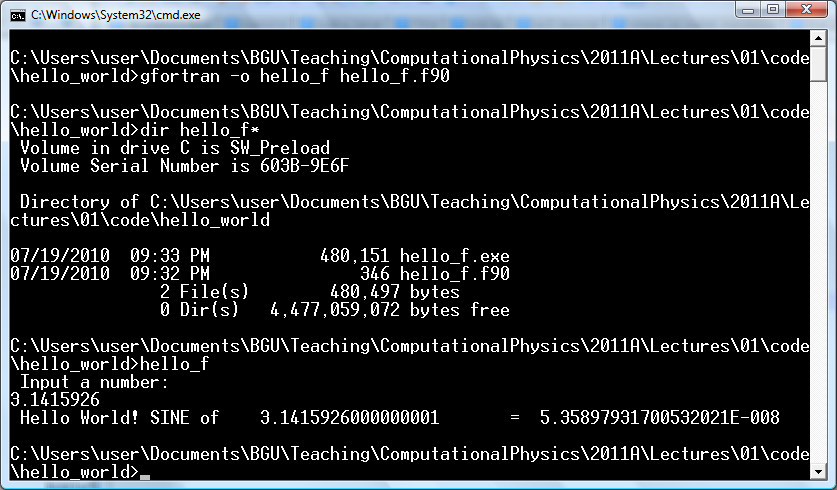 C:\Windows\System32\cmd.exe
C:\Users\user\Documents\BGU\Teaching\ComputationalPhysics\2011A\Lectures\01\code
\hello_world>gfortran -o hello_f hello_f.f90
C:\Users\user\Documents\BGU\Teaching\ComputationalPhysics\2011A\Lectures\01\code
\hello_world>dir hello_f*
Volume in drive C is SW_Preload
Volume Serial Number is 603B-9E6F
Directory of C:\Users\user\Documents\BGU\Teaching\ComputationalPhysics\2011A\Le
ctures\01\code\hello_world
07/19/2010  09:33 PM           480,151 hello_f.exe
07/19/2010  09:32 PM               346 hello_f.f90
2 File(s)        480,497 bytes
0 Dir(s)   4,477,059,072 bytes free
C:\Users\user\Documents\BGU\Teaching\ComputationalPhysics\2011A\Lectures\01\code
\hello_world>hello_f
Input a number:
3.1415926
Hello World! SINE of    3.1415926000000001       =  5.35897931700532021E-008
C:\Users\user\Documents\BGU\Teaching\ComputationalPhysics\2011A\Lectures\01\code
\hello_world>_